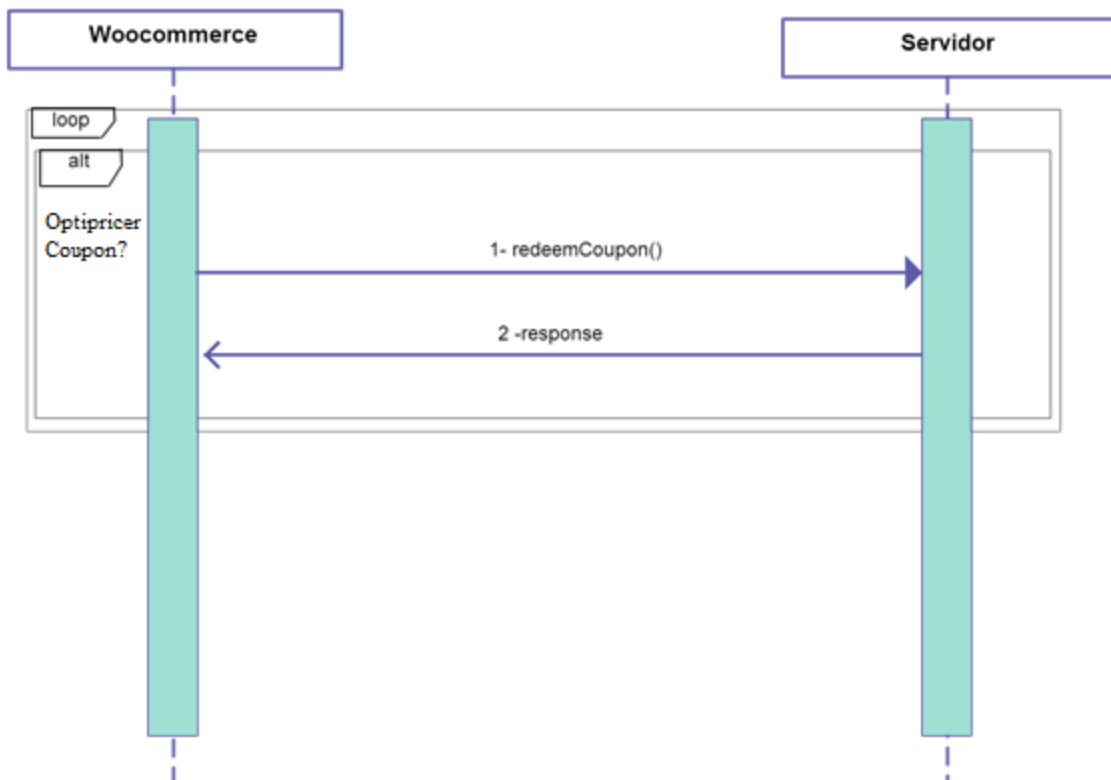 Woocommerce
Servidor
loop
alt
Optipricer
Coupon?
1- redeemCoupon()
2 -response